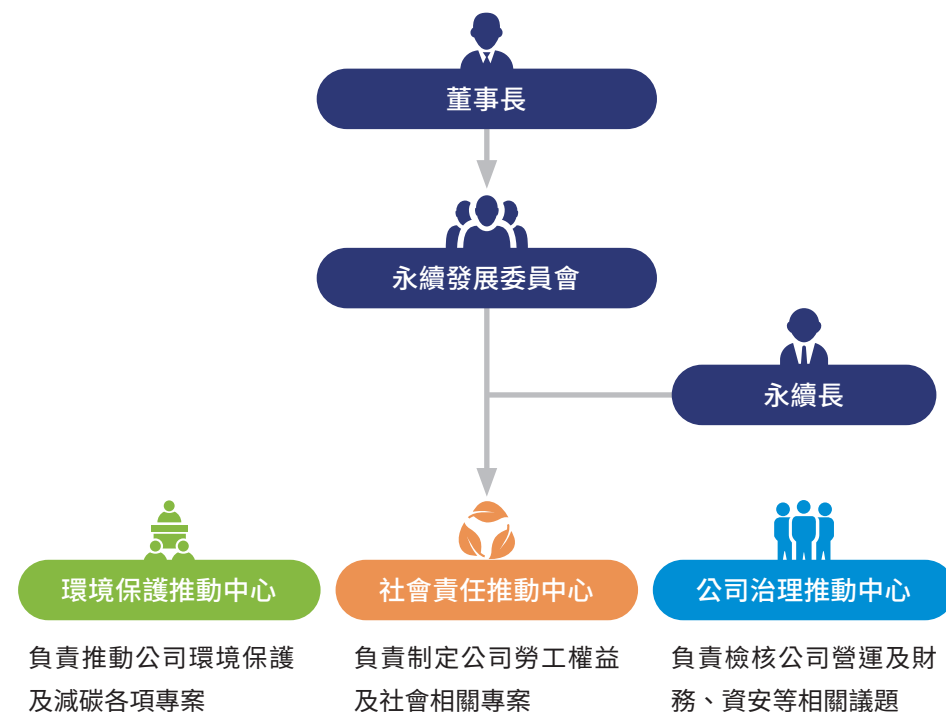 董事長
永續發展委員會
永續長
環境保護推動中心
負責推動公司環境保護
及減碳各項專案
社會責任推動中心
負責制定公司勞工權益
及社會相關專案
公司治理推動中心
負責檢核公司營運及財
務、資安等相關議題